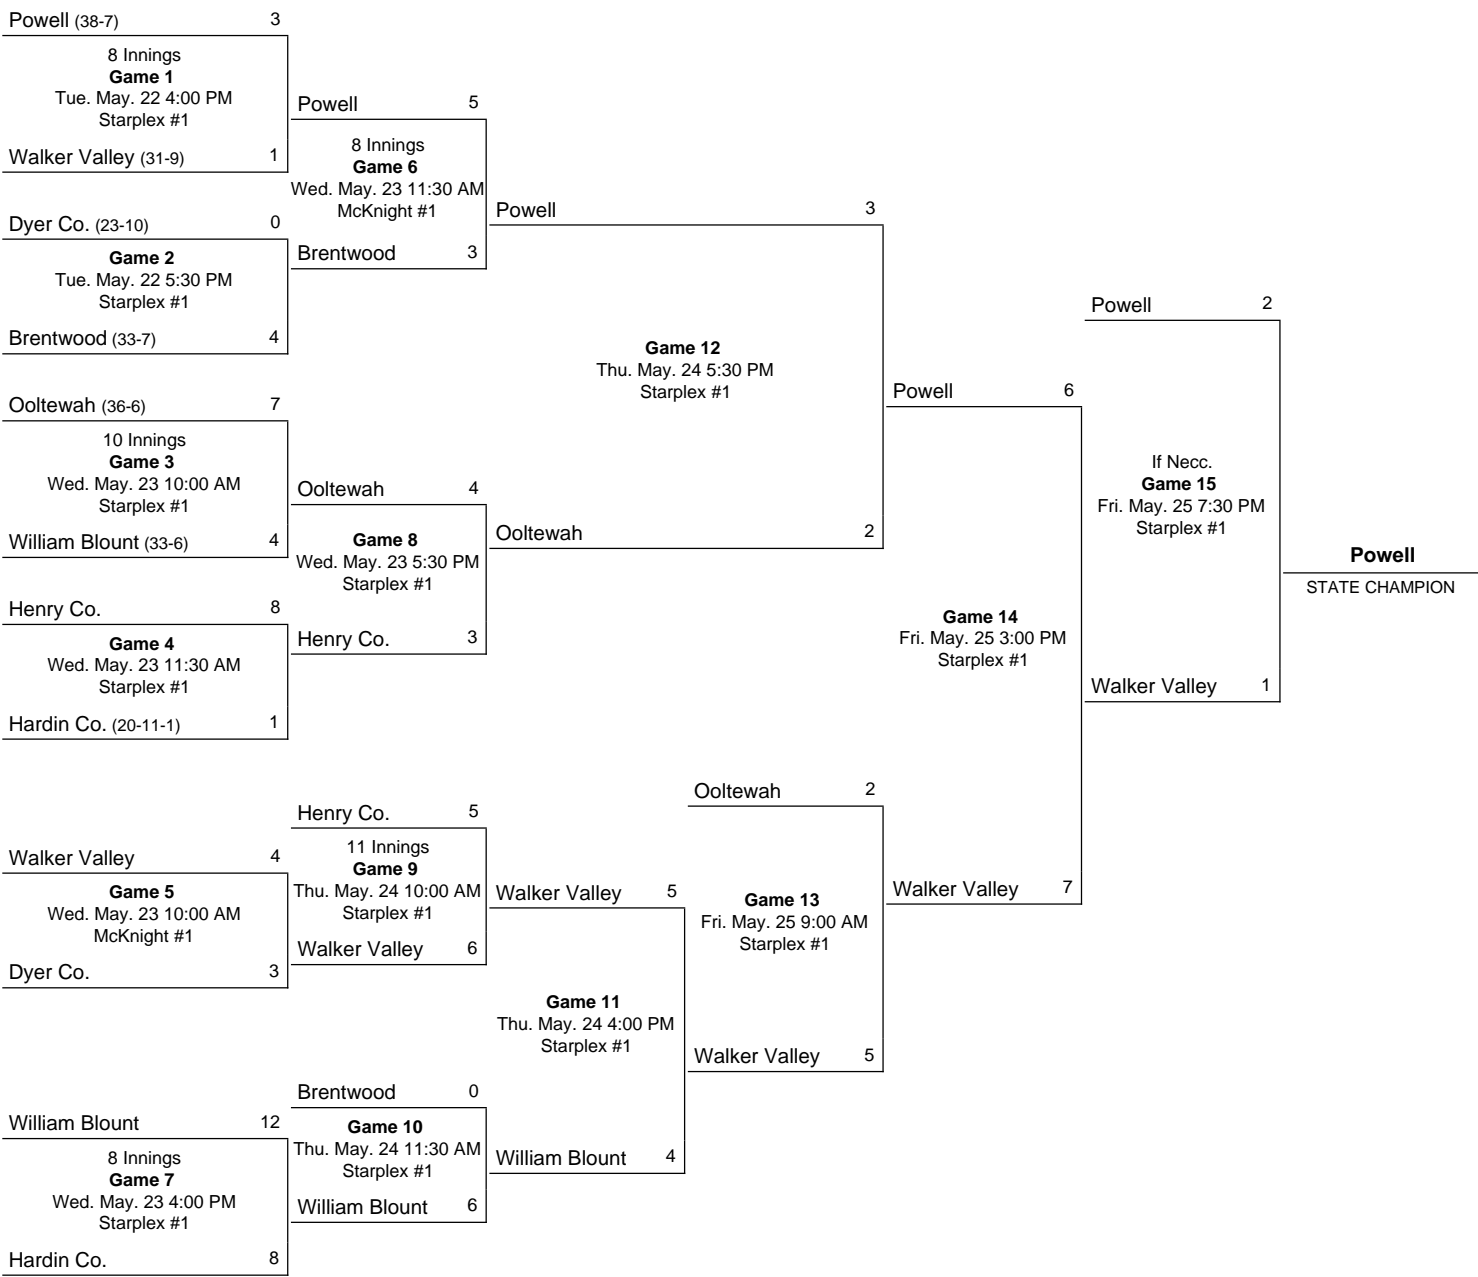 Powell (38-7) 3
8 Innings
Game 1
Tue. May. 22 4:00 PM
Starplex #1
Walker Valley (31-9) 1
Dyer Co. (23-10) 0
Game 2
Tue. May. 22 5:30 PM
Starplex #1
Brentwood (33-7) 4
Ooltewah (36-6) 7
10 Innings
Game 3
Wed. May. 23 10:00 AM
Starplex #1
William Blount (33-6) 4
Henry Co. 8
Game 4
Wed. May. 23 11:30 AM
Starplex #1
Hardin Co. (20-11-1) 1
Walker Valley 4
Game 5
Wed. May. 23 10:00 AM
McKnight #1
Dyer Co. 3
William Blount 12
8 Innings
Game 7
Wed. May. 23 4:00 PM
Starplex #1
Hardin Co. 8
Powell 5
8 Innings
Game 6
Wed. May. 23 11:30 AM
McKnight #1
Brentwood 3
Ooltewah 4
Game 8
Wed. May. 23 5:30 PM
Starplex #1
Henry Co. 3
Henry Co. 5
11 Innings
Game 9
Thu. May. 24 10:00 AM
Starplex #1
Walker Valley 6
Brentwood 0
Game 10
Thu. May. 24 11:30 AM
Starplex #1
William Blount 6
Powell 3
Game 12
Thu. May. 24 5:30 PM
Starplex #1
Ooltewah 2
Walker Valley 5
Game 11
Thu. May. 24 4:00 PM
Starplex #1
William Blount 4
Ooltewah 2
Game 13
Fri. May. 25 9:00 AM
Starplex #1
Walker Valley 5
Powell 6
Game 14
Fri. May. 25 3:00 PM
Starplex #1
Walker Valley 7
Powell 2
If Necc.
Game 15
Fri. May. 25 7:30 PM
Starplex #1
Walker Valley 1
Powell
STATE CHAMPION